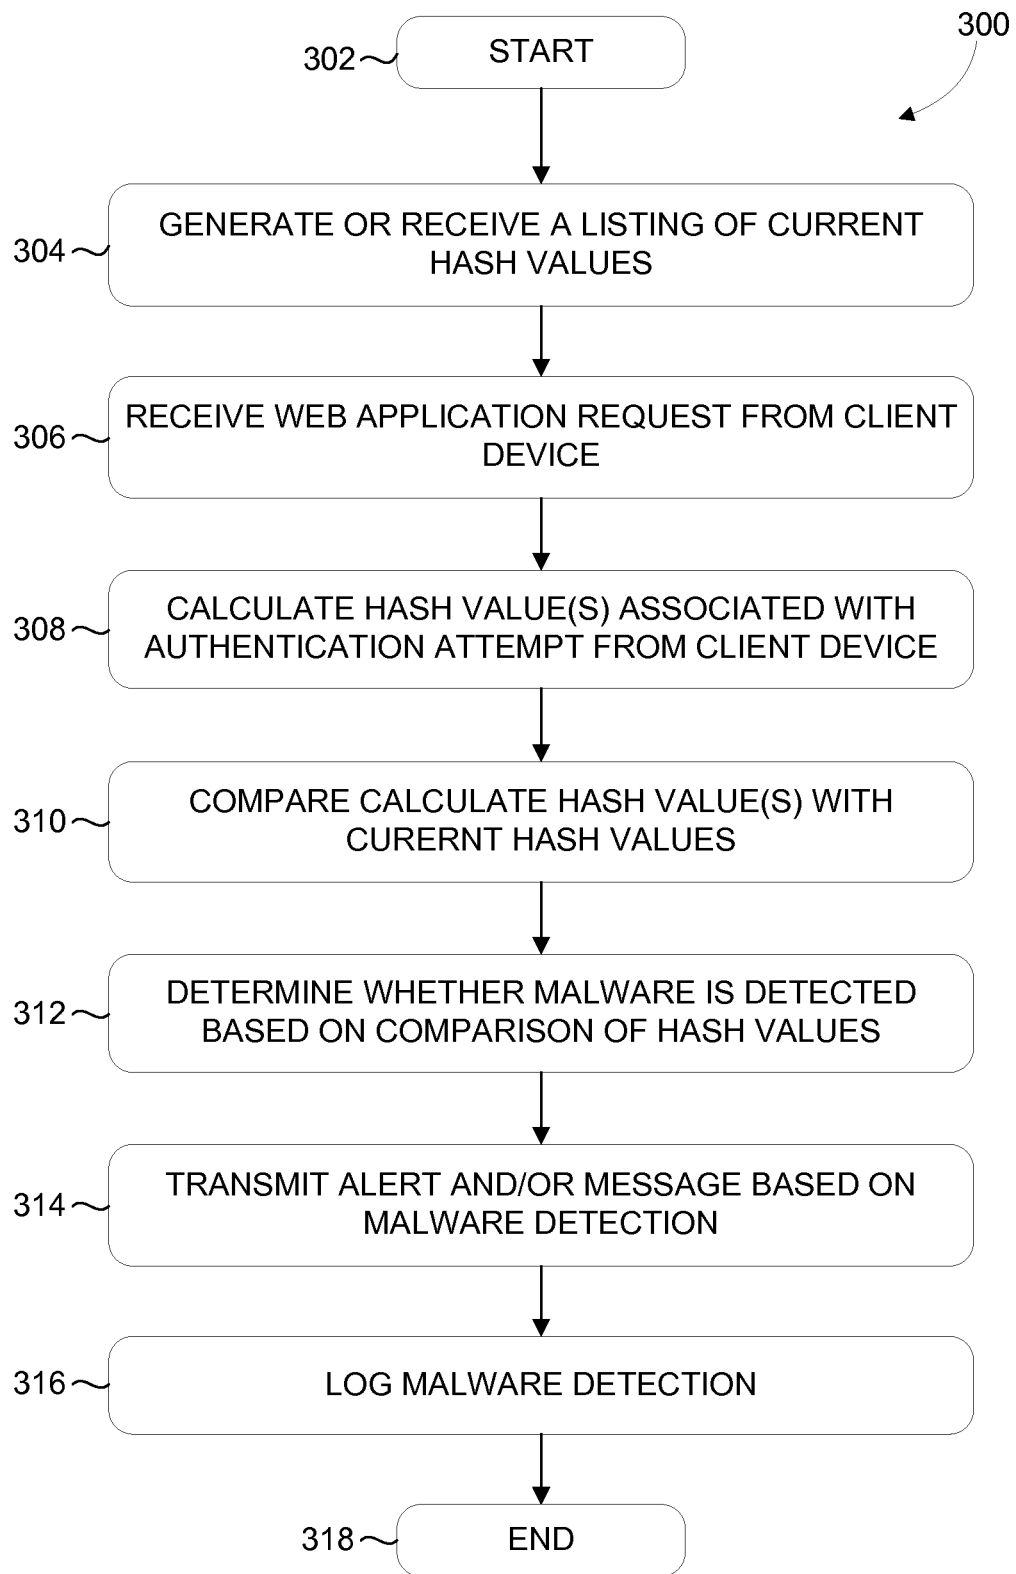 300
302
START
304
GENERATE OR RECEIVE A LISTING OF CURRENT
HASH VALUES
306
RECEIVE WEB APPLICATION REQUEST FROM CLIENT
DEVICE
308
CALCULATE HASH VALUE(S) ASSOCIATED WITH
AUTHENTICATION ATTEMPT FROM CLIENT DEVICE
310
COMPARE CALCULATE HASH VALUE(S) WITH
CURERNT HASH VALUES
312
DETERMINE WHETHER MALWARE IS DETECTED
BASED ON COMPARISON OF HASH VALUES
314
TRANSMIT ALERT AND/OR MESSAGE BASED ON
MALWARE DETECTION
316
LOG MALWARE DETECTION
318
END